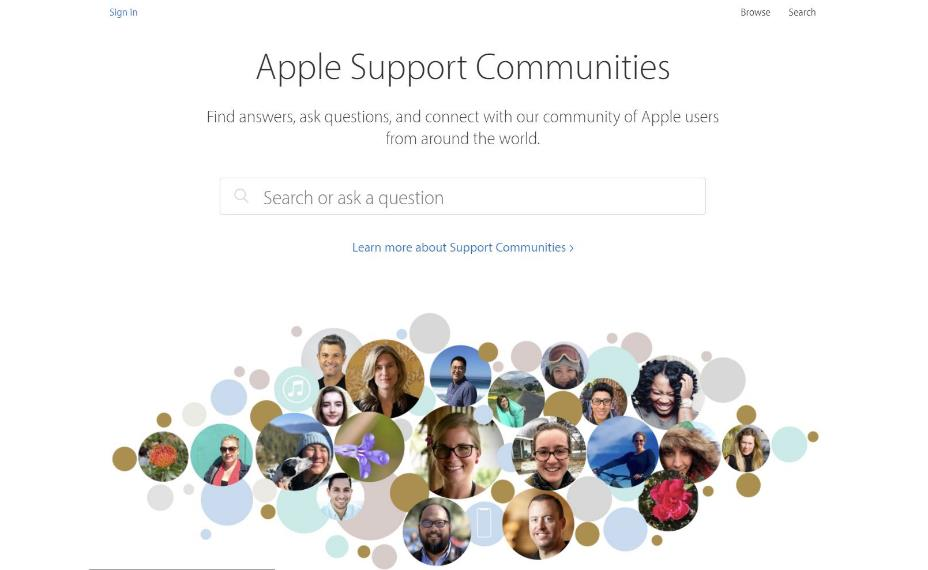 Sign in
Browse
Search
Apple Support Communities
Find answers, ask questions, and connect with our community of Apple users
from around the world.
Search or ask a question
Learn more about Support Communities ›